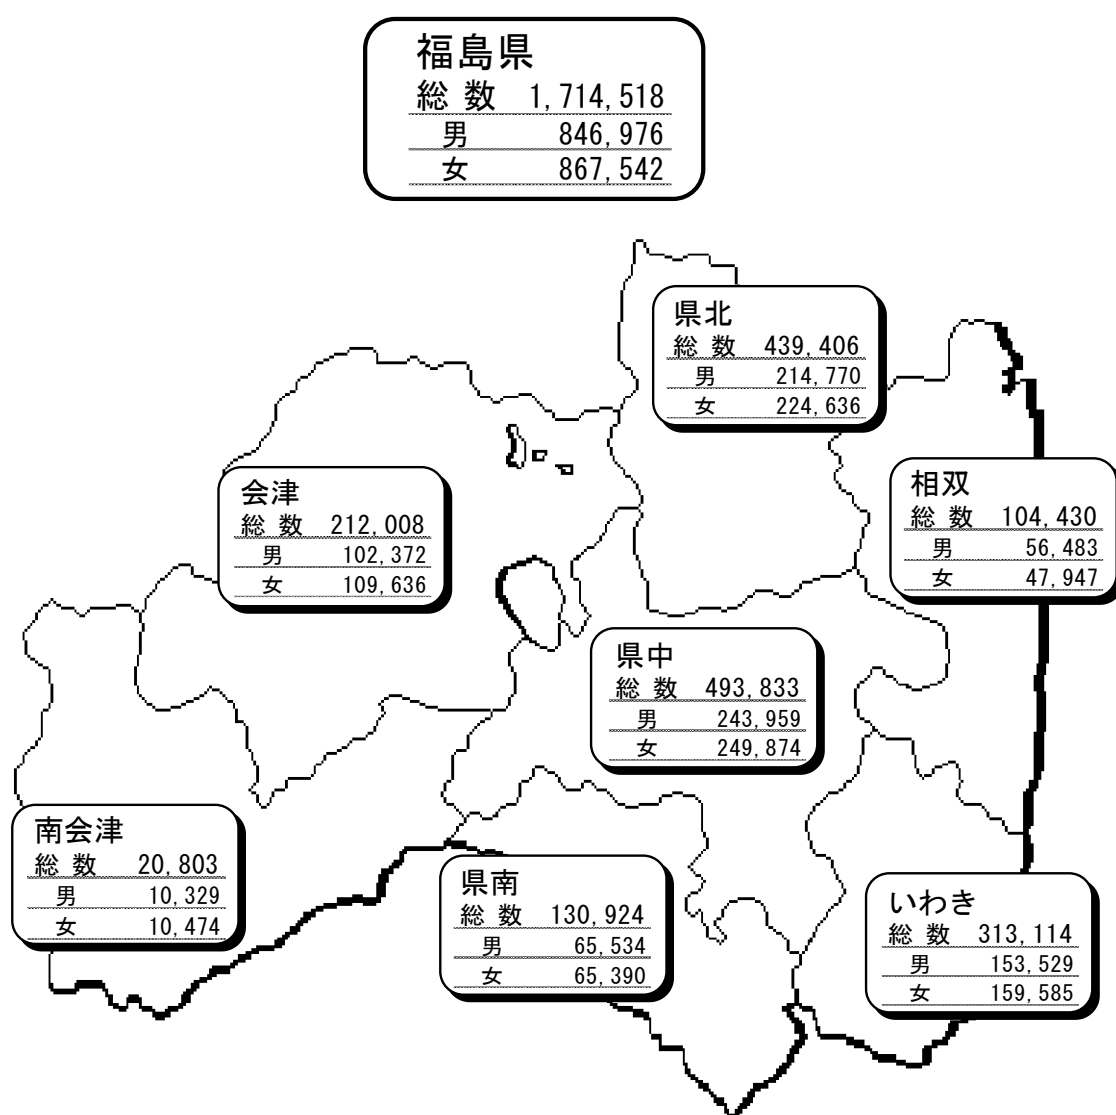 福島県
総 数 1,714,518
男 846,976
女 867,542
県北
総 数 439,406
男 214,770
女 224,636
会津
総 数 212,008
男 102,372
女 109,636
相双
総 数 104,430
男 56,483
女 47,947
県中
総 数 493,833
男 243,959
女 249,874
南会津
総 数 20,803
男 10,329
女 10,474
県南
総 数 130,924
男 65,534
女 65,390
いわき
総 数 313,114
男 153,529
女 159,585